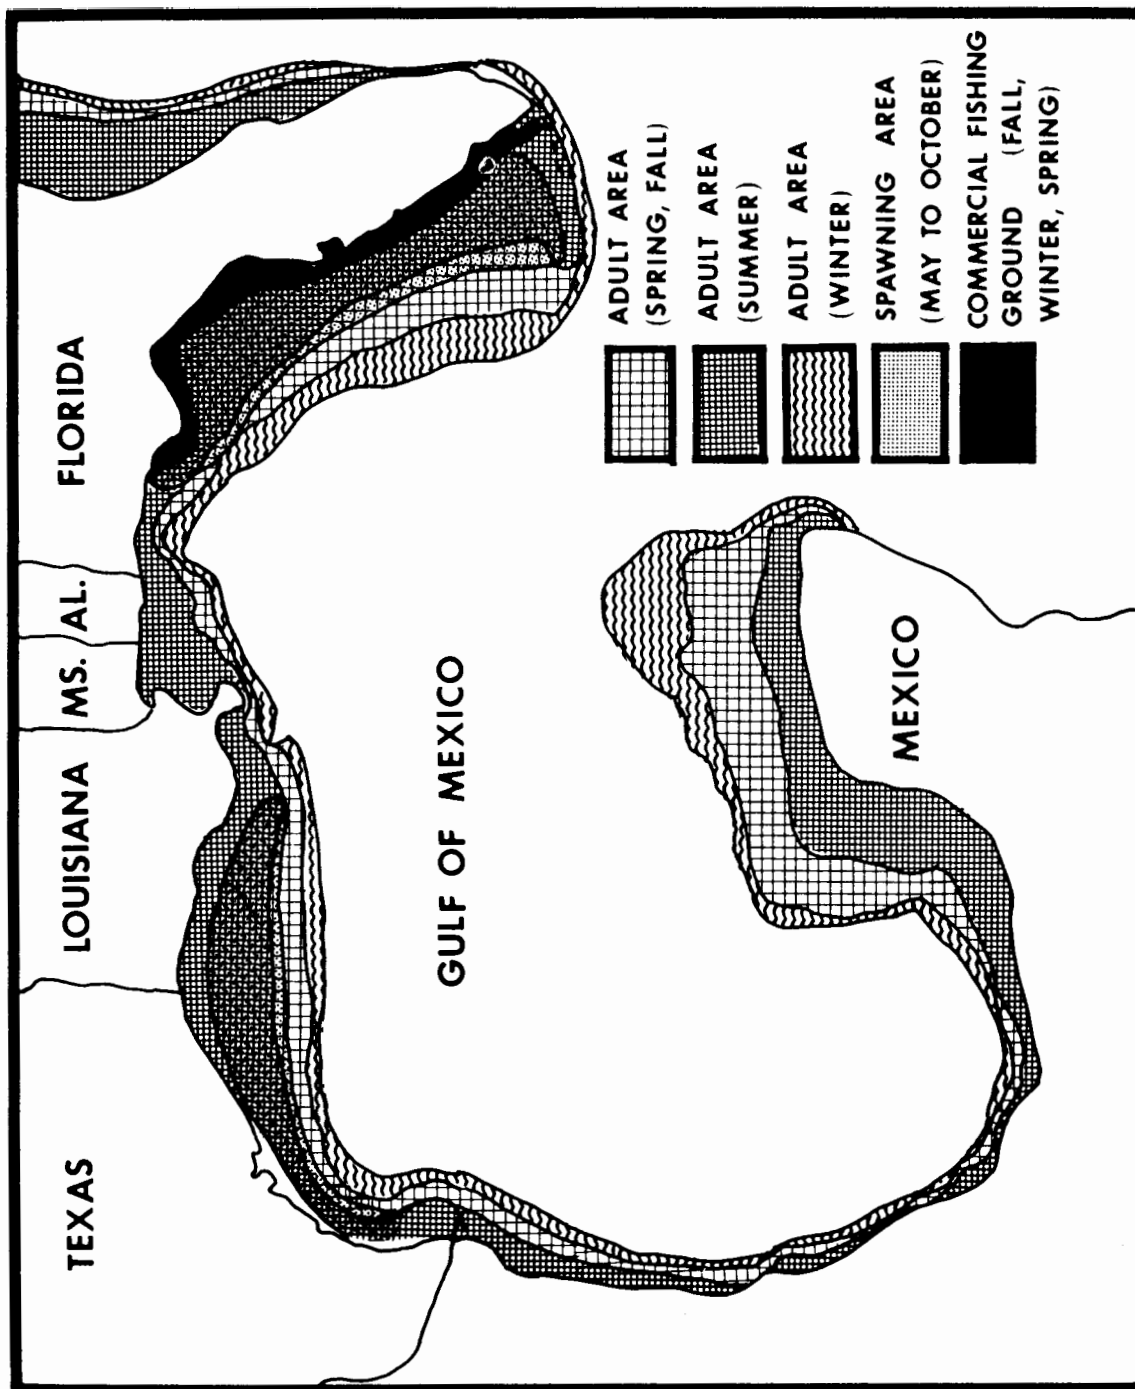 TEXAS
LOUISIANA
MS.
AL.
FLORIDA
GULF OF MEXICO
MEXICO
ADULT AREA
(SPRING, FALL)
ADULT AREA
(SUMMER)
ADULT AREA
(WINTER)
SPAWNING AREA
(MAY TO OCTOBER)
COMMERCIAL FISHING
GROUND (FALL,
WINTER, SPRING)